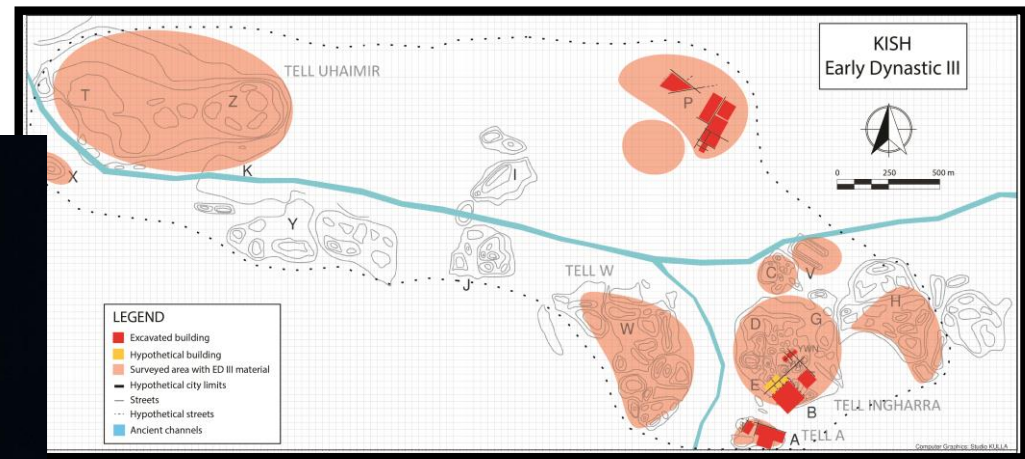 KISH
Early Dynastic III
TELL UHAIMIR
T
Z
P
X
K
I
0 250 500 m
Y
J
TELL W
C
V
H
W
D
G
YWN
E
B
TELL INGHARRA
A
TELL A
LEGEND
Excavated building
Hypothetical building
Surveyed area with ED III material
Hypothetical city limits
Streets
Hypothetical streets
Ancient channels
Computer Graphics: Studio KULLA